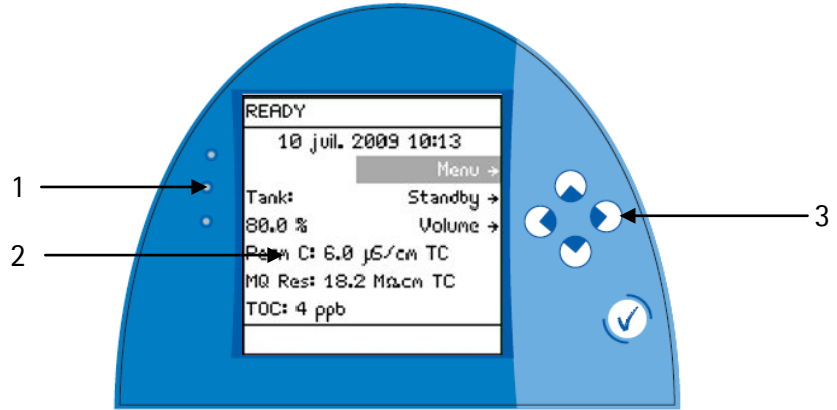 READY
10 juil. 2009 10:13
Menu →
Tank: Standby →
80.0 % Volume →
Perm C: 6.0 µS/cm TC
MQ Res: 18.2 MΩ.cm TC
TOC: 4 ppb
1
2
3